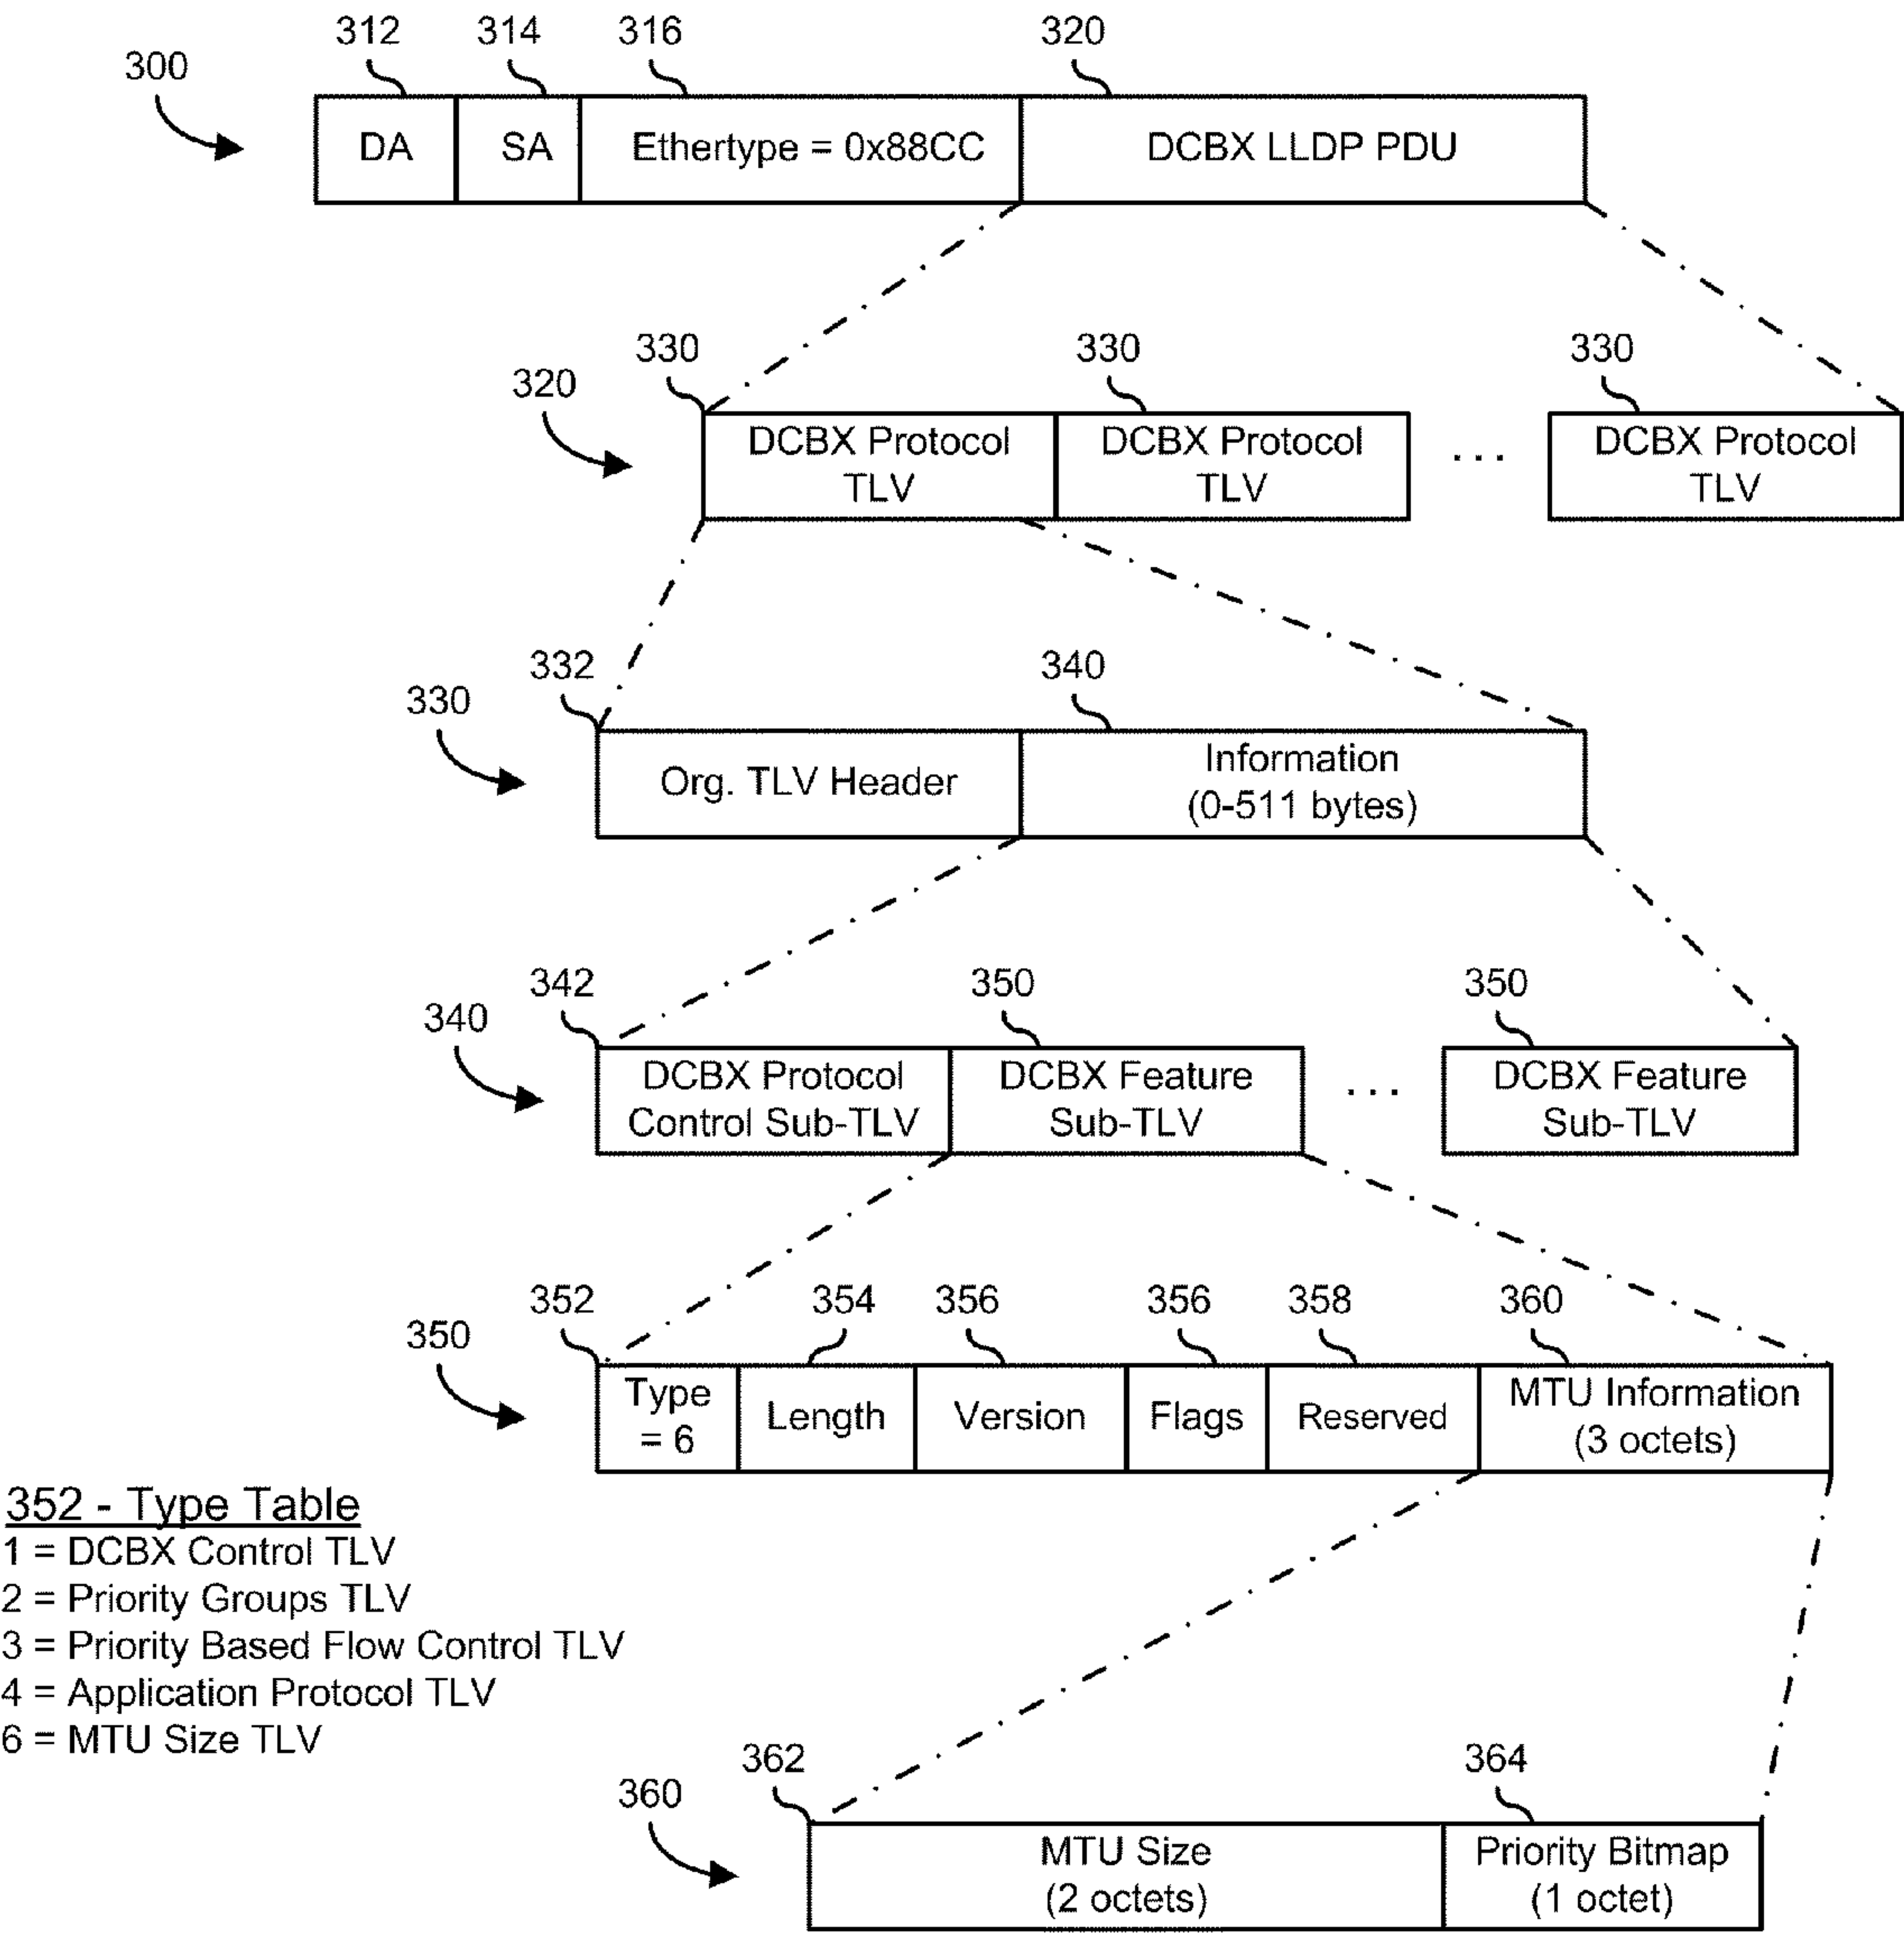 312 314 316 320
300
DA SA Ethertype = 0x88CC DCBX LLDP PDU
330 330 330
320
DCBX Protocol TLV DCBX Protocol TLV ... DCBX Protocol TLV
332 340
330
Org. TLV Header Information (0-511 bytes)
342 350 350
340
DCBX Protocol Control Sub-TLV DCBX Feature Sub-TLV ... DCBX Feature Sub-TLV
352 354 356 356 358 360
350
Type = 6 Length Version Flags Reserved MTU Information (3 octets)
352 - Type Table
1 = DCBX Control TLV
2 = Priority Groups TLV
3 = Priority Based Flow Control TLV
4 = Application Protocol TLV
6 = MTU Size TLV
362 364
360
MTU Size (2 octets) Priority Bitmap (1 octet)